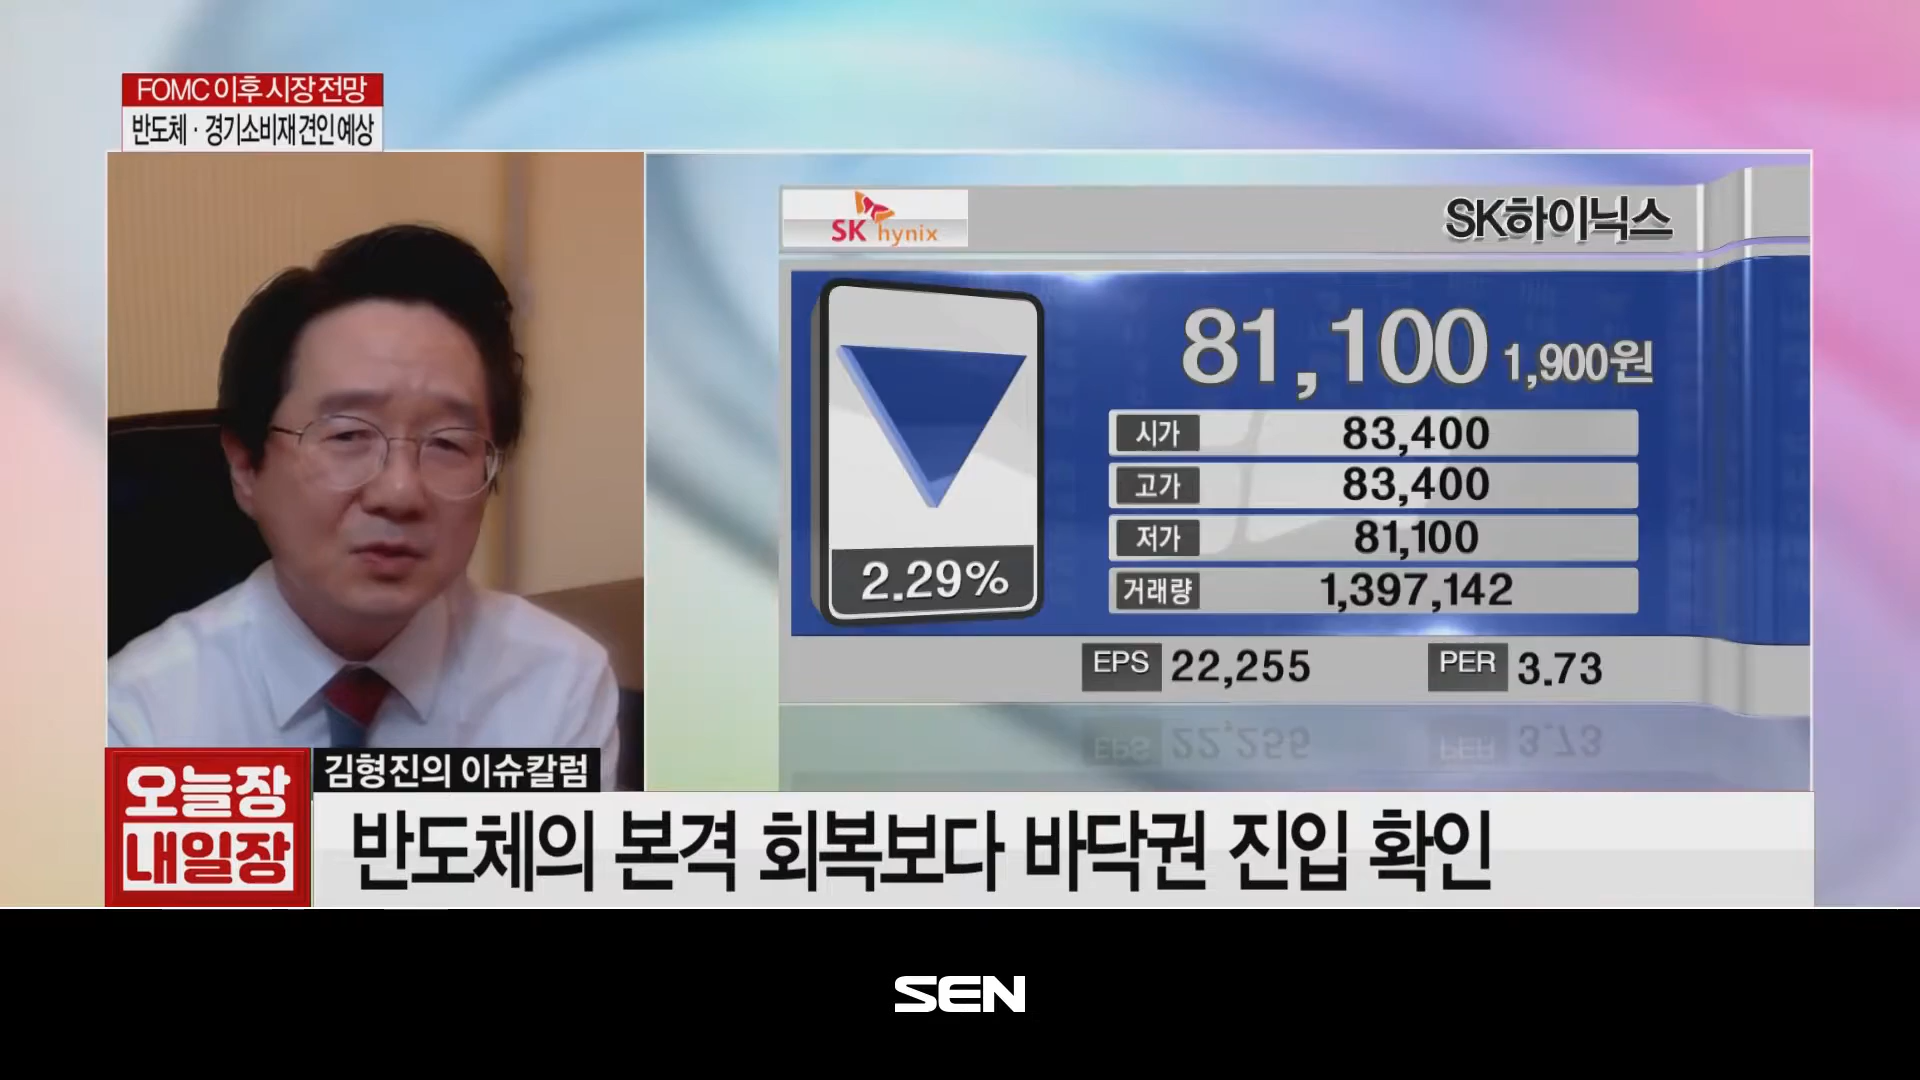 FOMC 이후 시장 전망
반도체 · 경기소비재 견인 예상
SK hynix
SK하이닉스
81,100 1,900원
2.29%
시가 83,400
고가 83,400
저가 81,100
거래량 1,397,142
EPS 22,255 PER 3.73
김형진의 이슈칼럼
오늘장
내일장
반도체의 본격 회복보다 바닥권 진입 확인
SEN